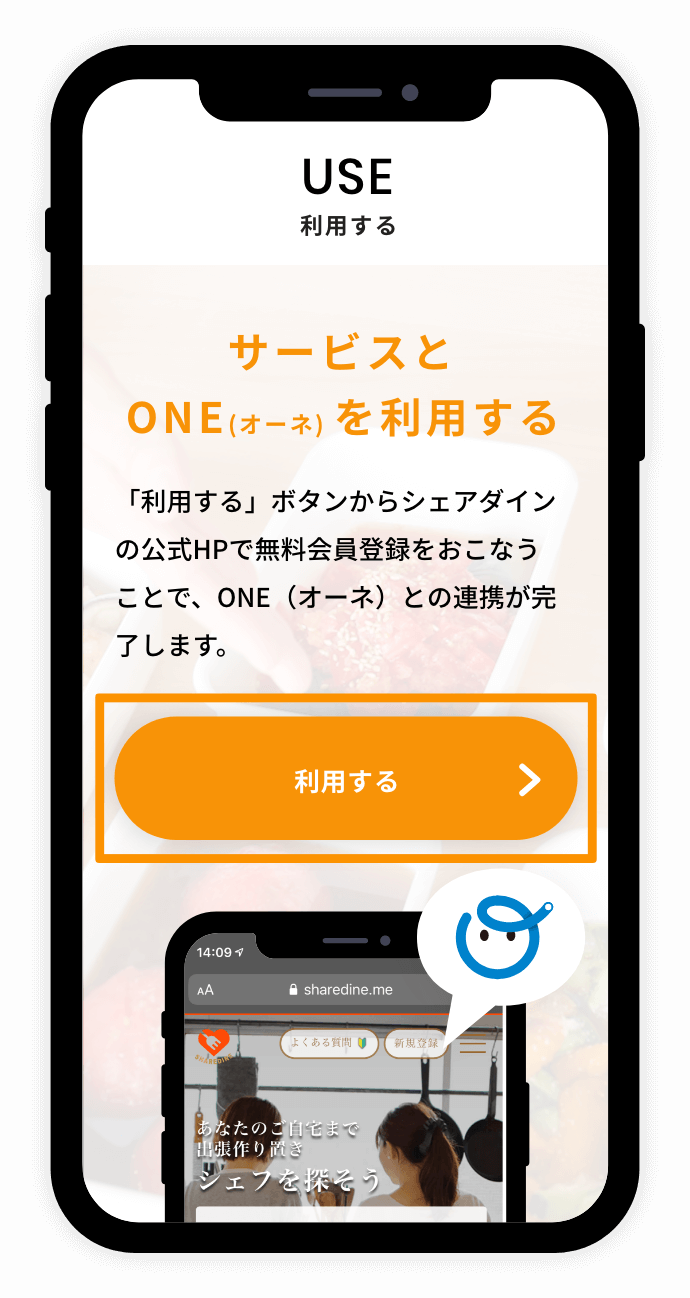 USE
利用する
サービスと
ONE(オーネ)を利用する
「利用する」ボタンからシェアダイン
の公式HPで無料会員登録をおこなう
ことで、ONE（オーネ）との連携が完
了します。
利用する
14:09
AA sharedine.me
SHAREDINE
よくある質問
新規登録
あなたのご自宅まで
出張作り置き
シェフを探そう